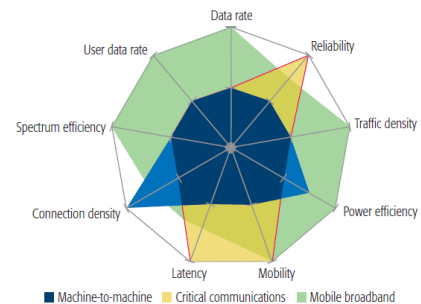 Data rate
User data rate
Reliability
Spectrum efficiency
Traffic density
Connection density
Power efficiency
Latency
Mobility
Machine-to-machine Critical communications Mobile broadband